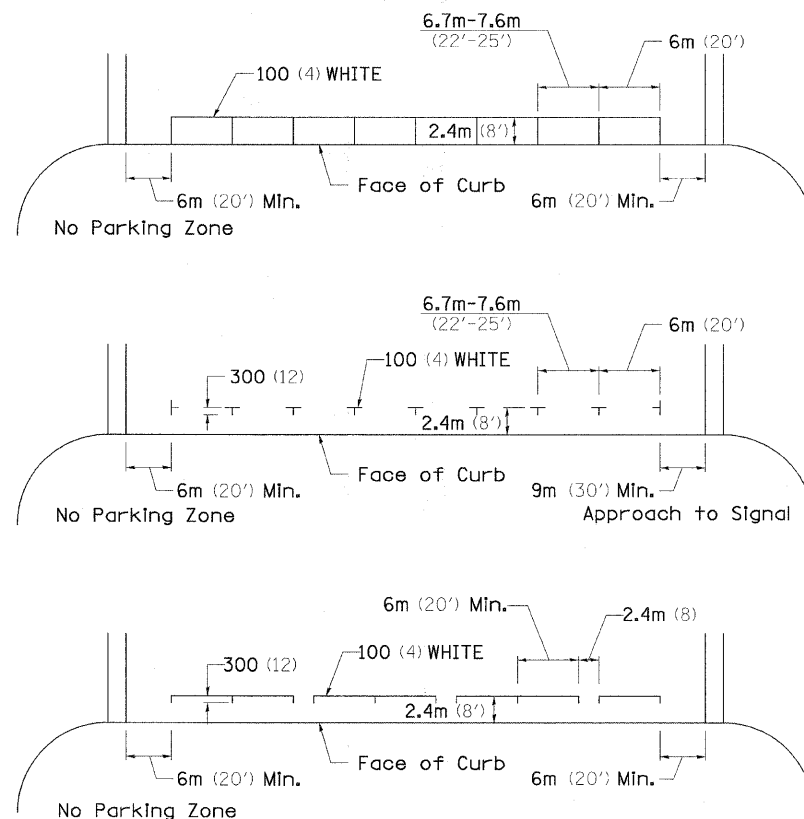 6.7m-7.6m
(22'-25')
6m (20')
100 (4) WHITE
2.4m (8')
Face of Curb
6m (20') Min.
6m (20') Min.
No Parking Zone
6.7m-7.6m
(22'-25')
6m (20')
100 (4) WHITE
300 (12)
2.4m (8')
Face of Curb
6m (20') Min.
9m (30') Min.
No Parking Zone
Approach to Signal
6m (20') Min.
2.4m (8)
100 (4) WHITE
300 (12)
2.4m (8')
Face of Curb
6m (20') Min.
6m (20') Min.
No Parking Zone